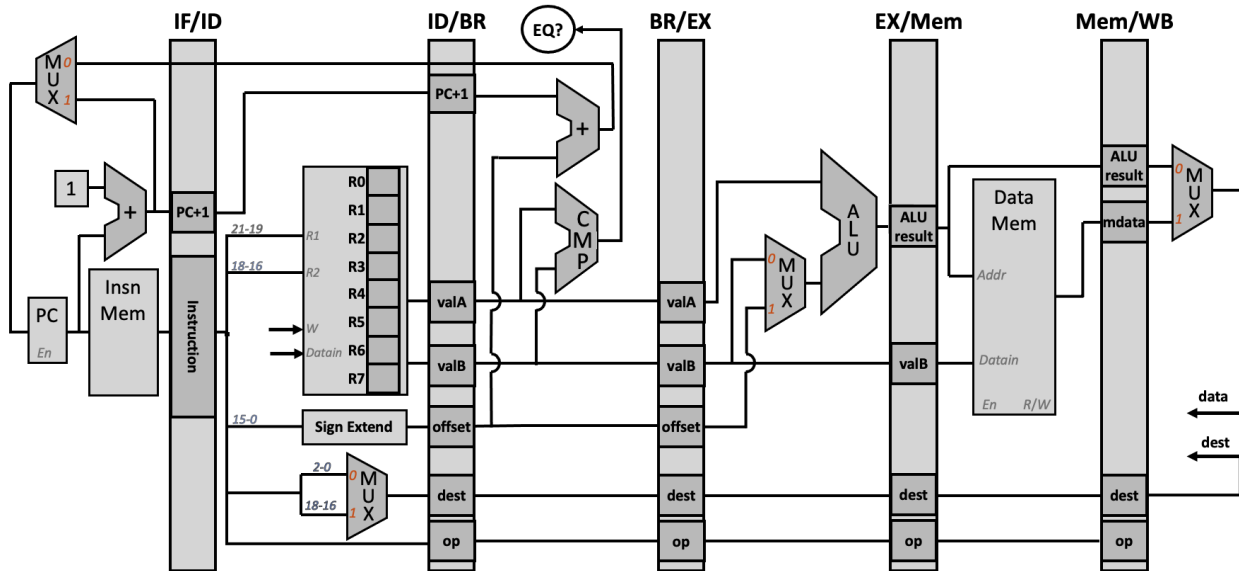 IF/ID
ID/BR
BR/EX
EX/Mem
Mem/WB
EQ?
MUX
0
1
1
+
PC+1
PC
En
Insn Mem
Instruction
21-19
18-16
R1
R2
W
Datain
R0
R1
R2
R3
R4
R5
R6
R7
15-0
Sign Extend
2-0
18-16
0
1
MUX
PC+1
valA
valB
offset
dest
op
+
CMP
valA
valB
offset
dest
op
0
1
MUX
ALU
ALU result
valB
dest
op
Data Mem
Addr
Datain
En
R/W
ALU result
mdata
dest
op
0
1
MUX
data
dest